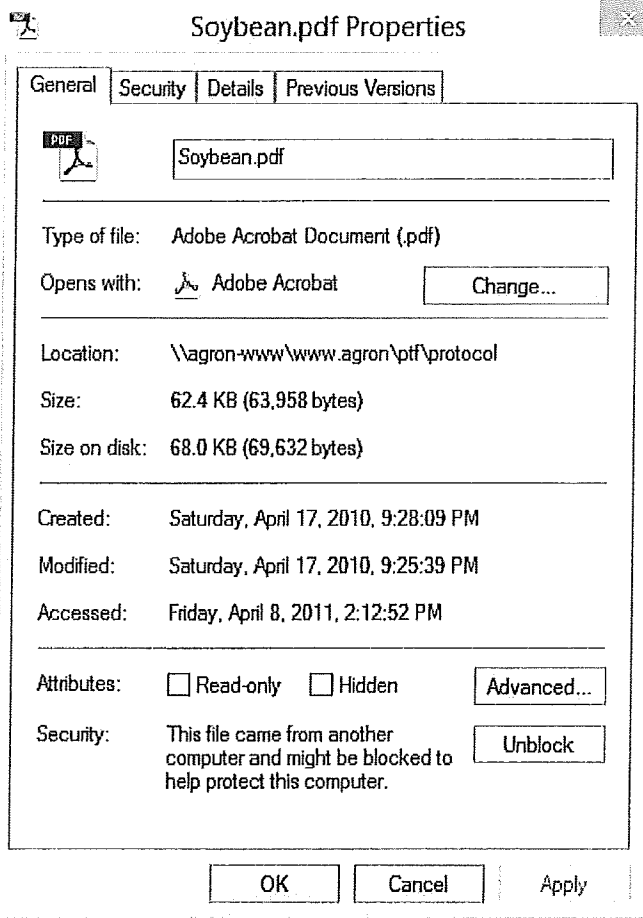 Soybean.pdf Properties
General Security Details Previous Versions
PDF
Soybean.pdf
Type of file: Adobe Acrobat Document (.pdf)
Opens with: Adobe Acrobat Change...
Location: \\agron-www\www.agron\ptf\protocol
Size: 62.4 KB (63,958 bytes)
Size on disk: 68.0 KB (69,632 bytes)
Created: Saturday, April 17, 2010, 9:28:09 PM
Modified: Saturday, April 17, 2010, 9:25:39 PM
Accessed: Friday, April 8, 2011, 2:12:52 PM
Attributes: Read-only Hidden Advanced...
Security: This file came from another
computer and might be blocked to
help protect this computer.
Unblock
OK Cancel Apply